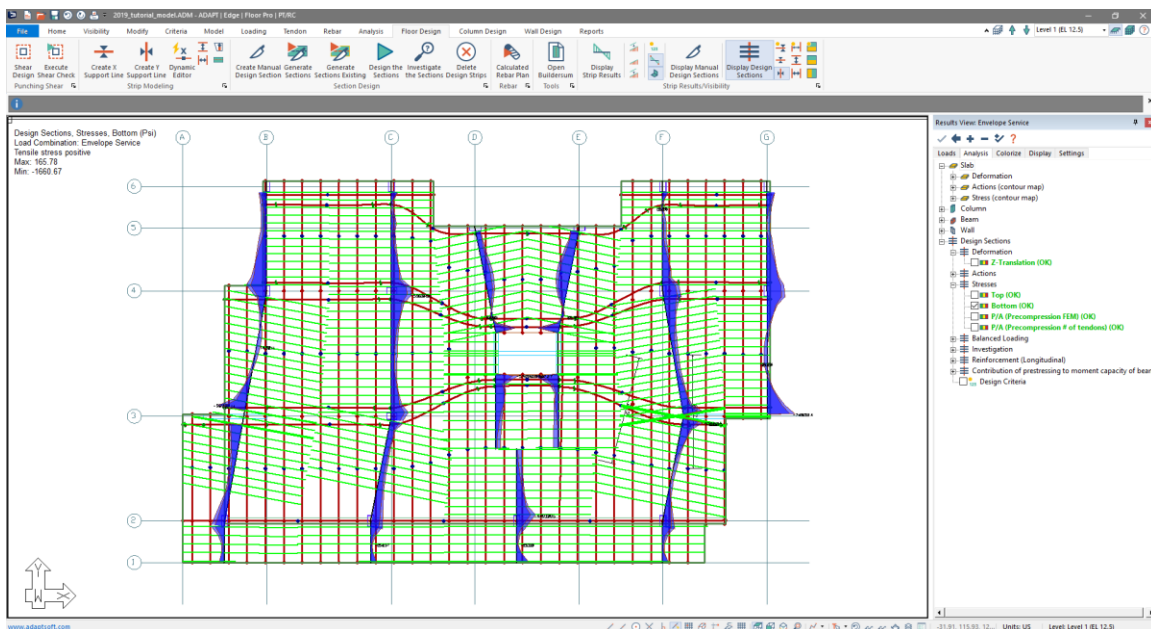 2019_tutorial_model.ADM - ADAPT | Edge | Floor Pro | PT/RC
File Home Visibility Modify Criteria Model Loading Tendon Rebar Analysis Floor Design Column Design Wall Design Reports
Level 1 (EL 12.5)
Shear Design
Execute Shear Check
Create X Support Line
Create Y Support Line
Dynamic Editor
Create Manual Design Section
Generate Sections
Generate Sections Existing
Design the Sections
Investigate the Sections
Delete Design Strips
Calculated Rebar Plan
Open Buildersum
Display Strip Results
Display Manual Design Sections
Display Design Sections
Punching Shear
Strip Modeling
Section Design
Rebar
Tools
Strip Results/Visibility
Design Sections, Stresses, Bottom (Psi)
Load Combination: Envelope Service
Tensile stress positive
Max: 165.78
Min: -1660.67
A B C D E F G
6
5
4
3
2
1
Y
W X
Results View: Envelope Service
Loads Analysis Colorize Display Settings
Slab
Deformation
Actions (contour map)
Stress (contour map)
Column
Beam
Wall
Design Sections
Deformation
Z-Translation (OK)
Actions
Stresses
Top (OK)
Bottom (OK)
P/A (Precompression FEM) (OK)
P/A (Precompression # of tendons) (OK)
Balanced Loading
Investigation
Reinforcement (Longitudinal)
Contribution of prestressing to moment capacity of bear
Design Criteria
www.adaptsoft.com
-31.91, 115.93, 12... Units: US Level: Level 1 (EL 12.5)